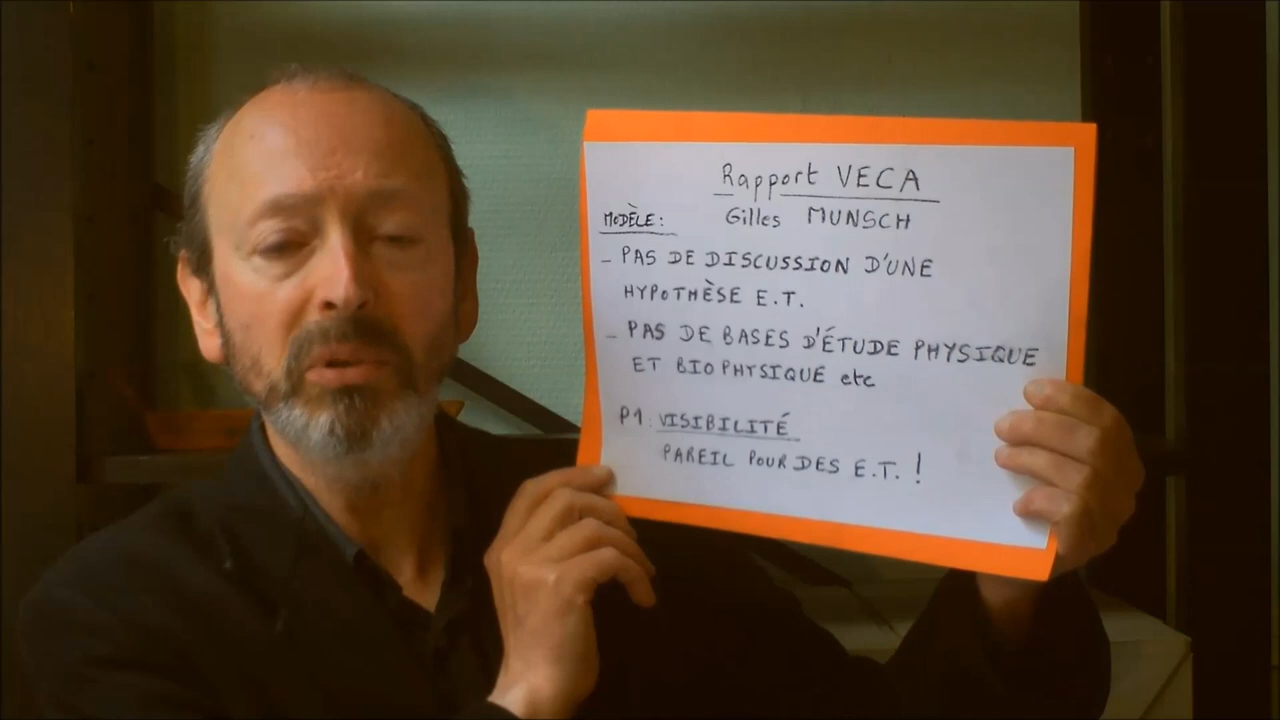 Rapport VECA
MODÈLE: Gilles MUNSCH
- PAS DE DISCUSSION D'UNE
HYPOTHÈSE E.T.
- PAS DE BASES D'ÉTUDE PHYSIQUE
ET BIOPHYSIQUE etc
P1: VISIBILITÉ
PAREIL POUR DES E.T. !